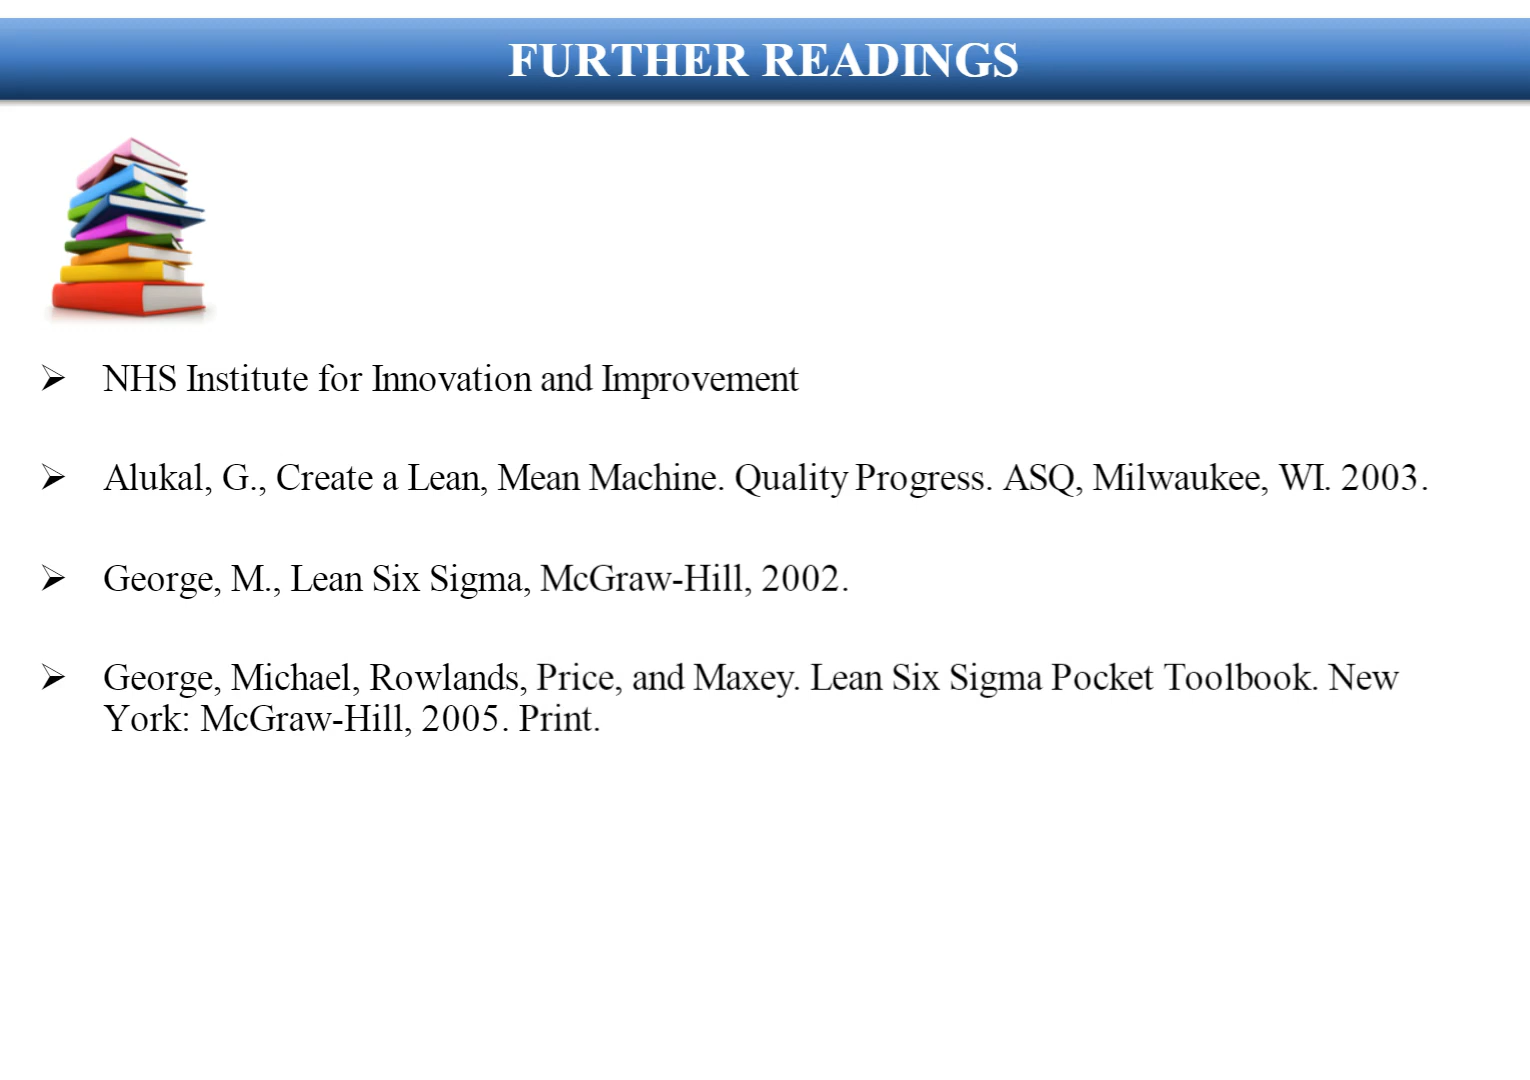 FURTHER READINGS
➢ NHS Institute for Innovation and Improvement
➢ Alukal, G., Create a Lean, Mean Machine. Quality Progress. ASQ, Milwaukee, WI. 2003.
➢ George, M., Lean Six Sigma, McGraw-Hill, 2002.
➢ George, Michael, Rowlands, Price, and Maxey. Lean Six Sigma Pocket Toolbook. New
York: McGraw-Hill, 2005. Print.